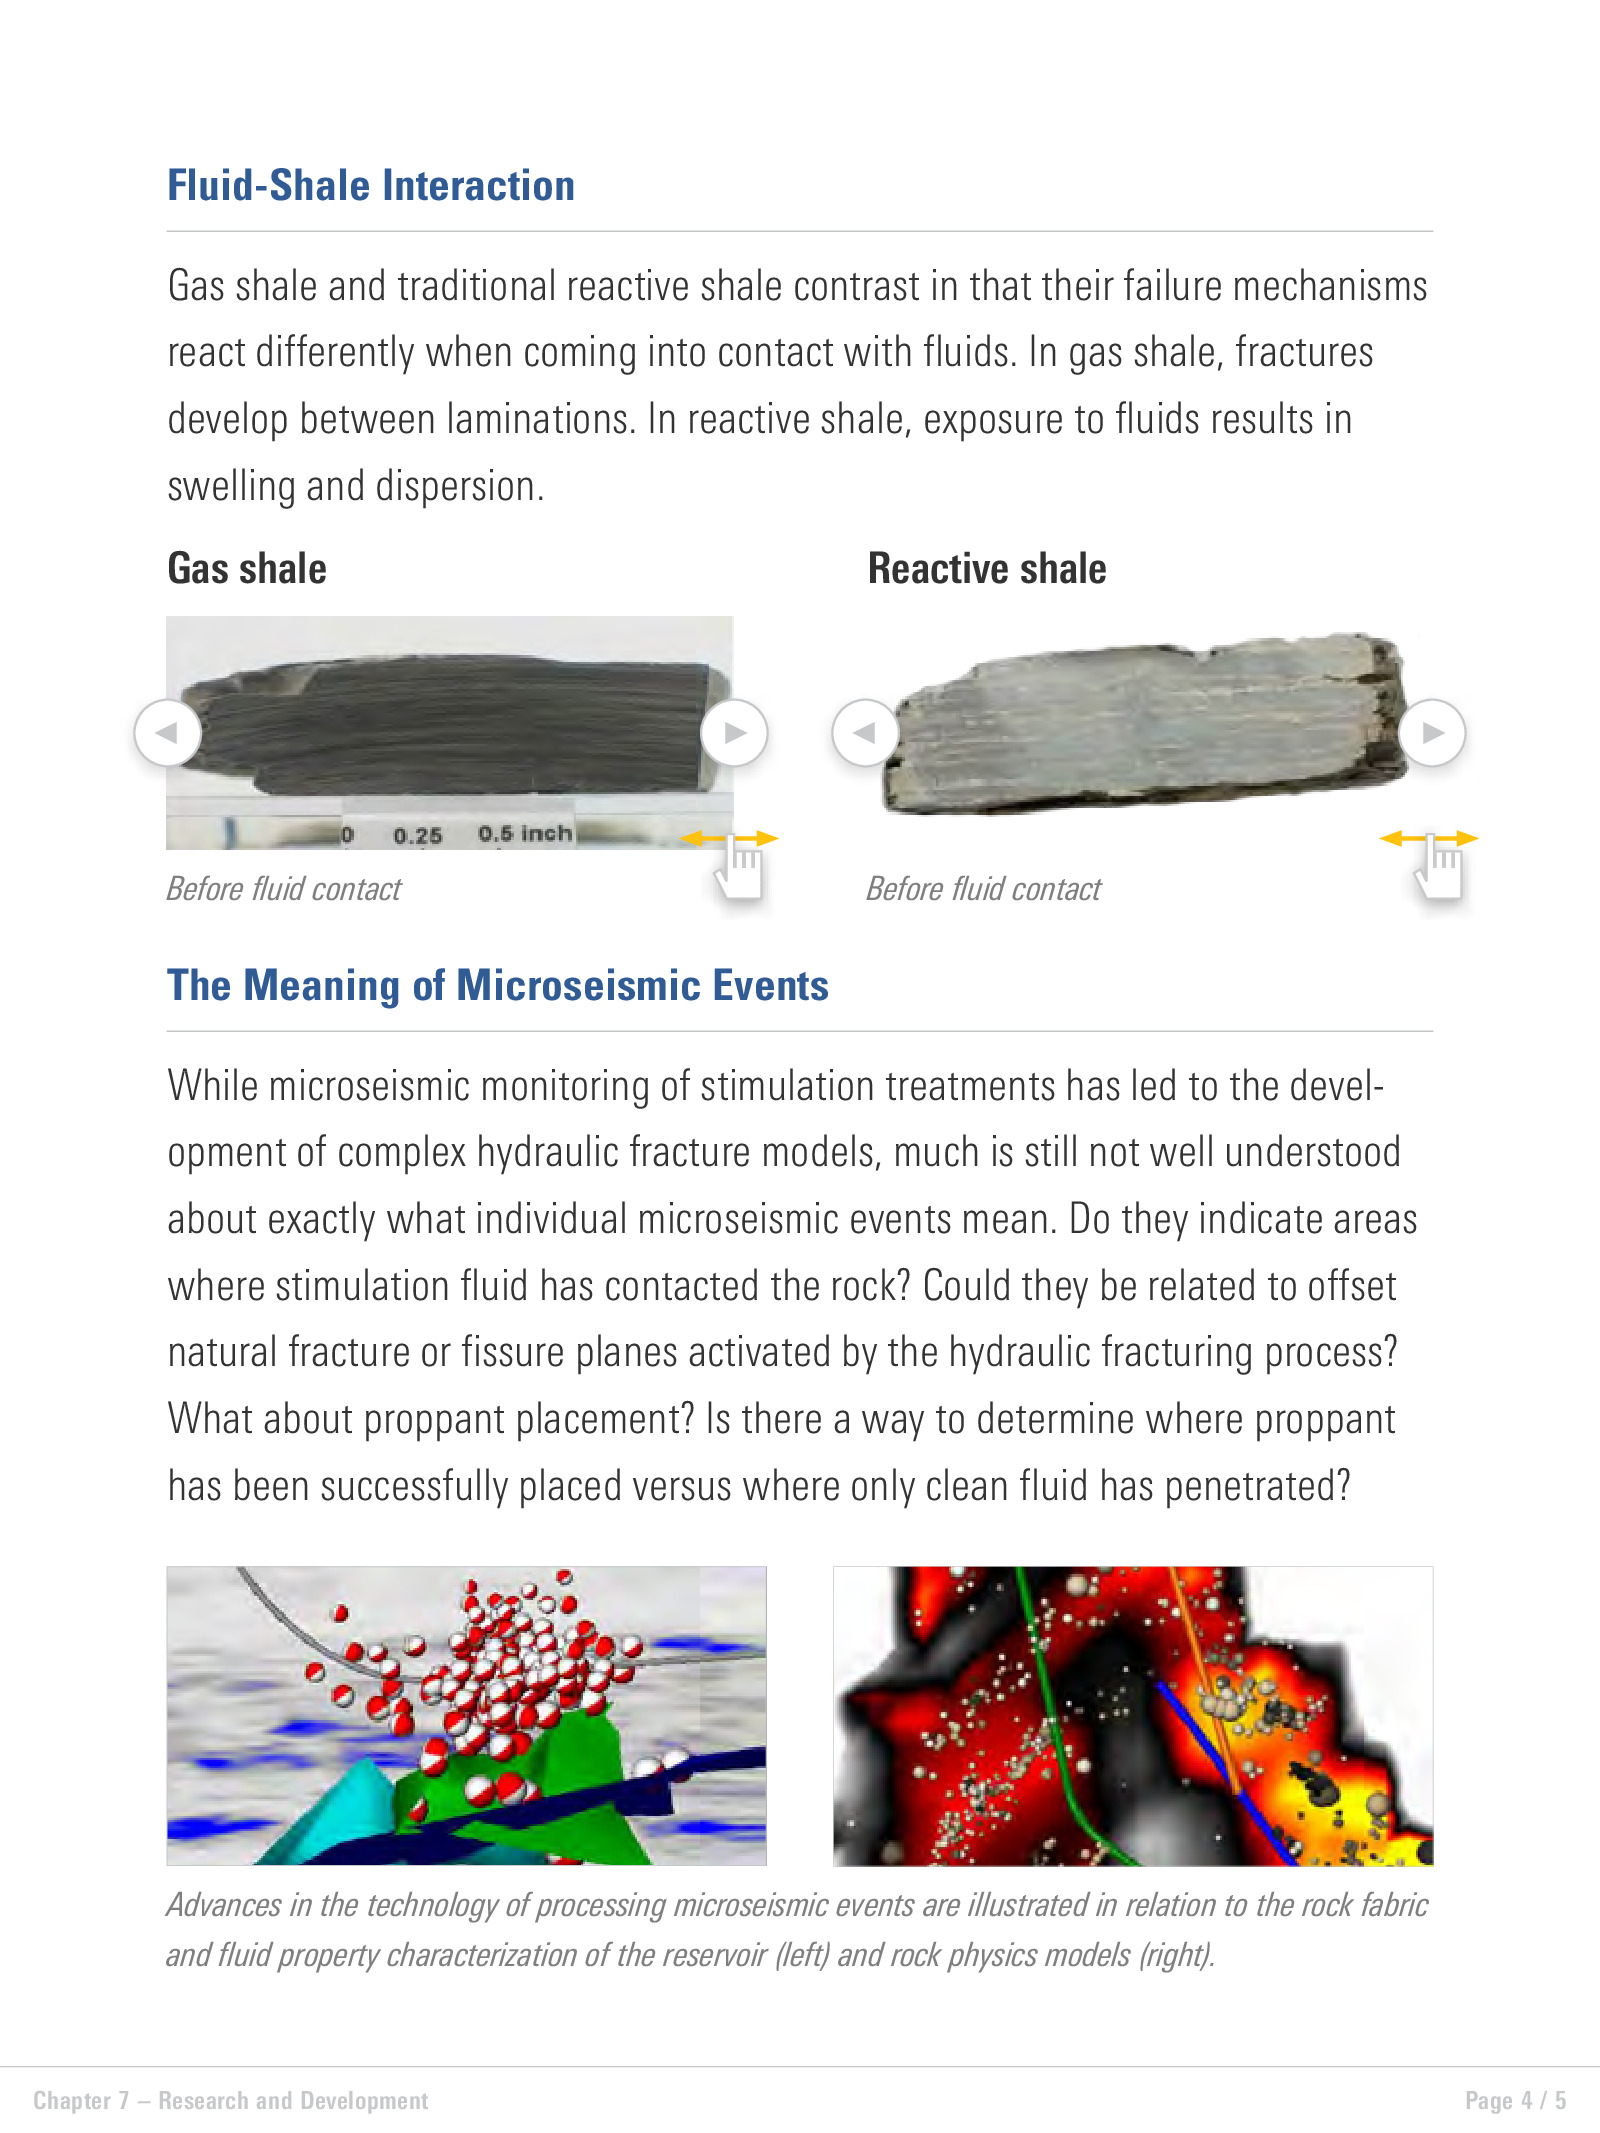 Fluid-Shale Interaction
Gas shale and traditional reactive shale contrast in that their failure mechanisms
react differently when coming into contact with fluids. In gas shale, fractures
develop between laminations. In reactive shale, exposure to fluids results in
swelling and dispersion.
Gas shale
Reactive shale
0 0.25 0.5 inch
Before fluid contact
Before fluid contact
The Meaning of Microseismic Events
While microseismic monitoring of stimulation treatments has led to the devel-
opment of complex hydraulic fracture models, much is still not well understood
about exactly what individual microseismic events mean. Do they indicate areas
where stimulation fluid has contacted the rock? Could they be related to offset
natural fracture or fissure planes activated by the hydraulic fracturing process?
What about proppant placement? Is there a way to determine where proppant
has been successfully placed versus where only clean fluid has penetrated?
Advances in the technology of processing microseismic events are illustrated in relation to the rock fabric
and fluid property characterization of the reservoir (left) and rock physics models (right).
Chapter 7 – Research and Development
Page 4 / 5